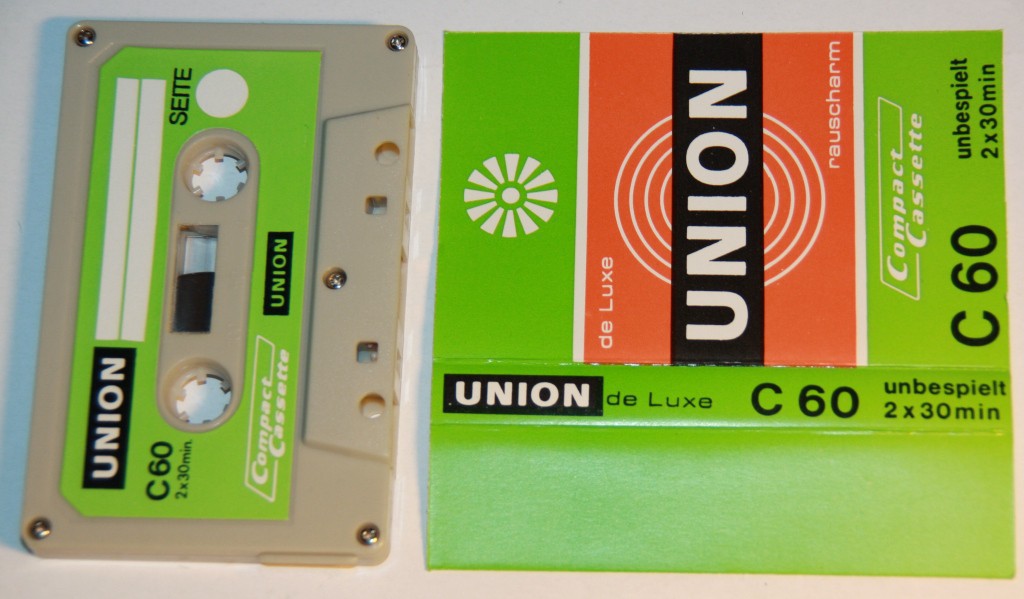 SEITE
UNION
UNION
C60
2x30min.
Compact
Cassette
de Luxe
UNION
rauscharm
Compact
Cassette
C 60
unbespielt
2x30min
UNION de Luxe C 60
unbespielt
2x30min